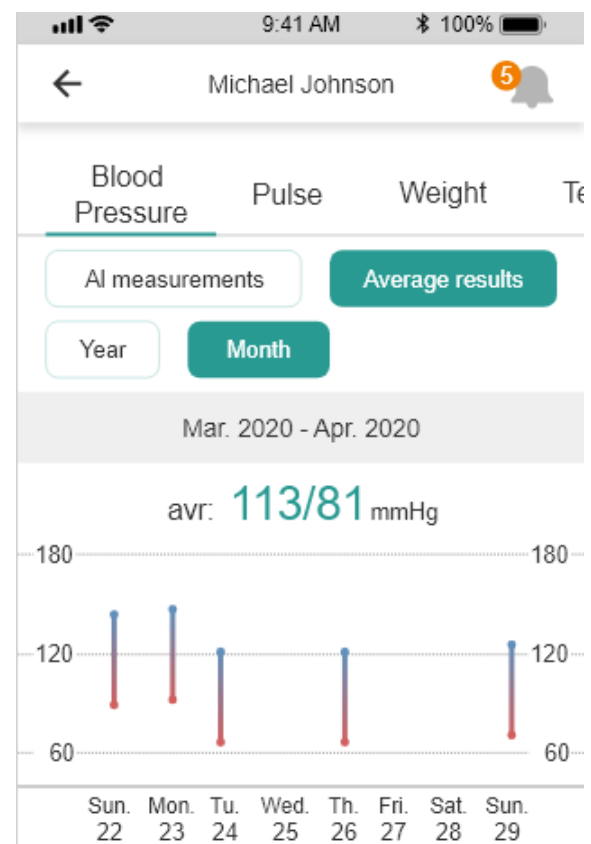 9:41 AM 100%
Michael Johnson 5
Blood
Pressure Pulse Weight Te
AI measurements Average results
Year Month
Mar. 2020 - Apr. 2020
avr: 113/81 mmHg
180 180
120 120
60 60
Sun. Mon. Tu. Wed. Th. Fri. Sat. Sun.
22 23 24 25 26 27 28 29